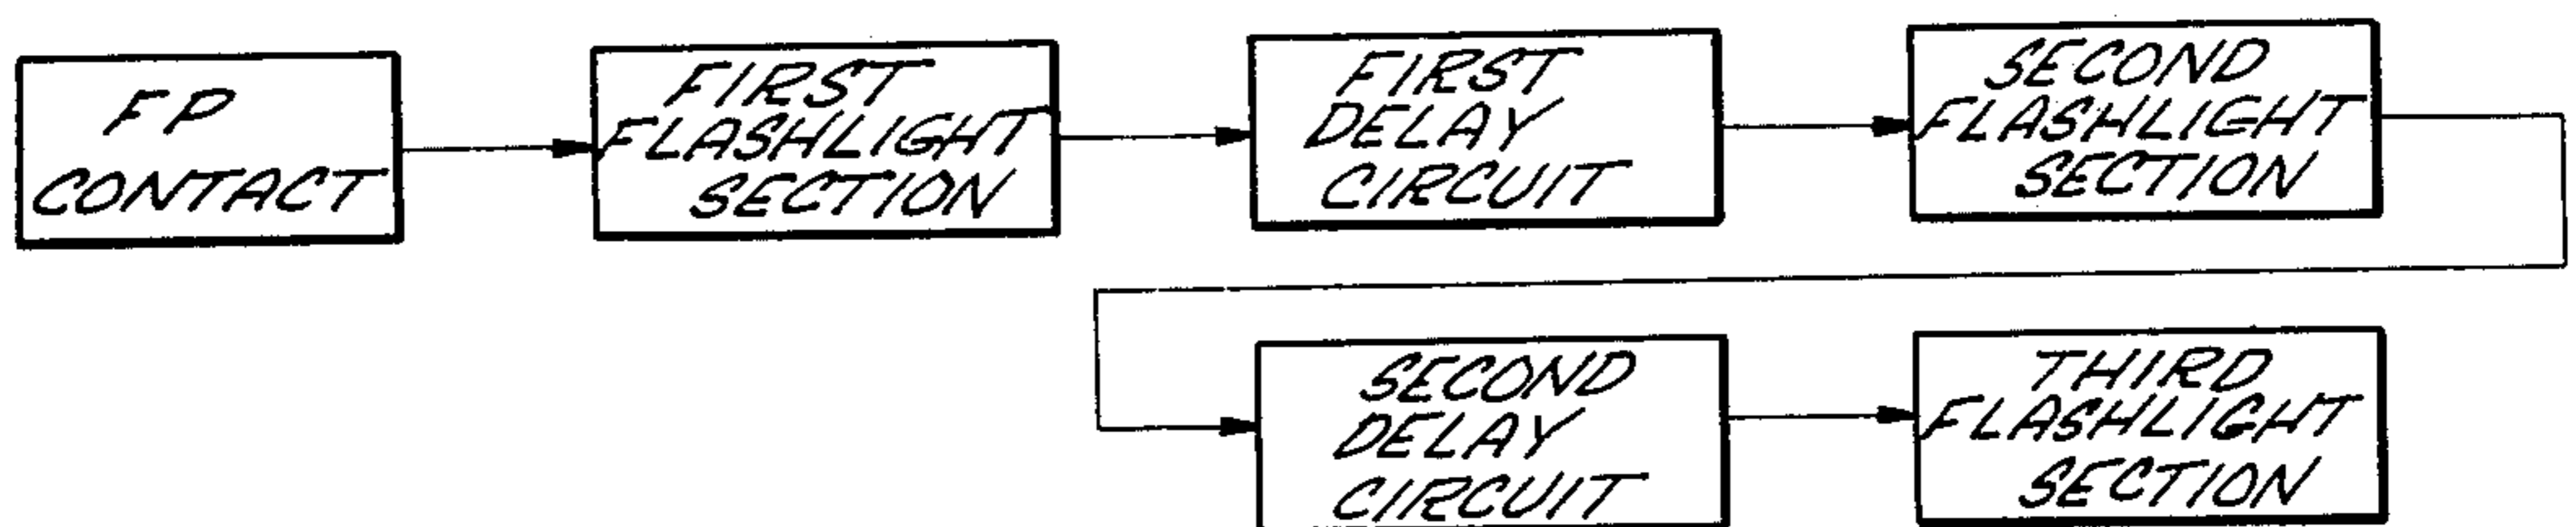 FP
CONTACT
FIRST
FLASHLIGHT
SECTION
FIRST
DELAY
CIRCUIT
SECOND
FLASHLIGHT
SECTION
SECOND
DELAY
CIRCUIT
THIRD
FLASHLIGHT
SECTION